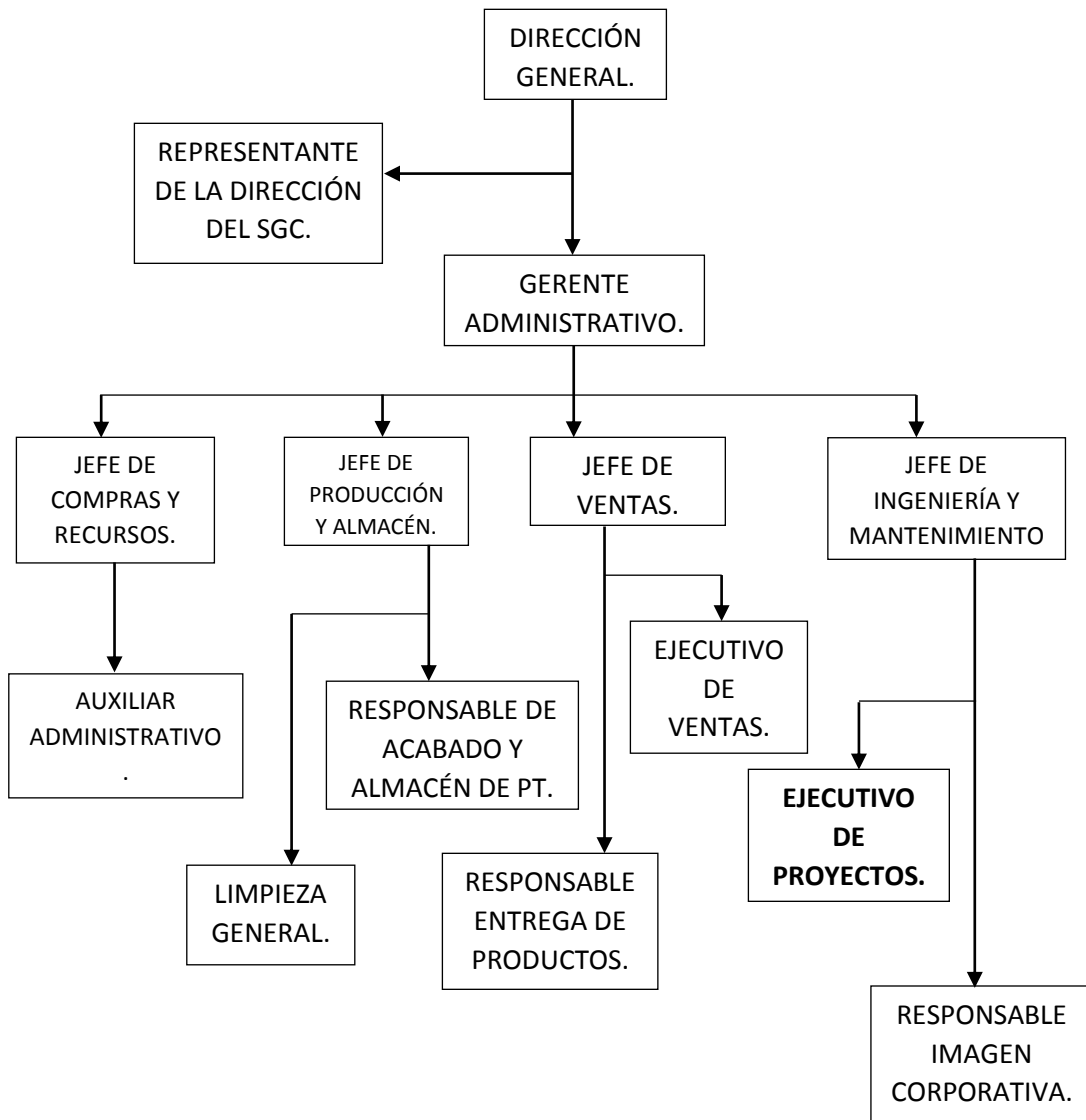 DIRECCIÓN
GENERAL.
REPRESENTANTE
DE LA DIRECCIÓN
DEL SGC.
GERENTE
ADMINISTRATIVO.
JEFE DE
COMPRAS Y
RECURSOS.
JEFE DE
PRODUCCIÓN
Y ALMACÉN.
JEFE DE
VENTAS.
JEFE DE
INGENIERÍA Y
MANTENIMIENTO
AUXILIAR
ADMINISTRATIVO
.
RESPONSABLE DE
ACABADO Y
ALMACÉN DE PT.
EJECUTIVO
DE
VENTAS.
EJECUTIVO
DE
PROYECTOS.
LIMPIEZA
GENERAL.
RESPONSABLE
ENTREGA DE
PRODUCTOS.
RESPONSABLE
IMAGEN
CORPORATIVA.